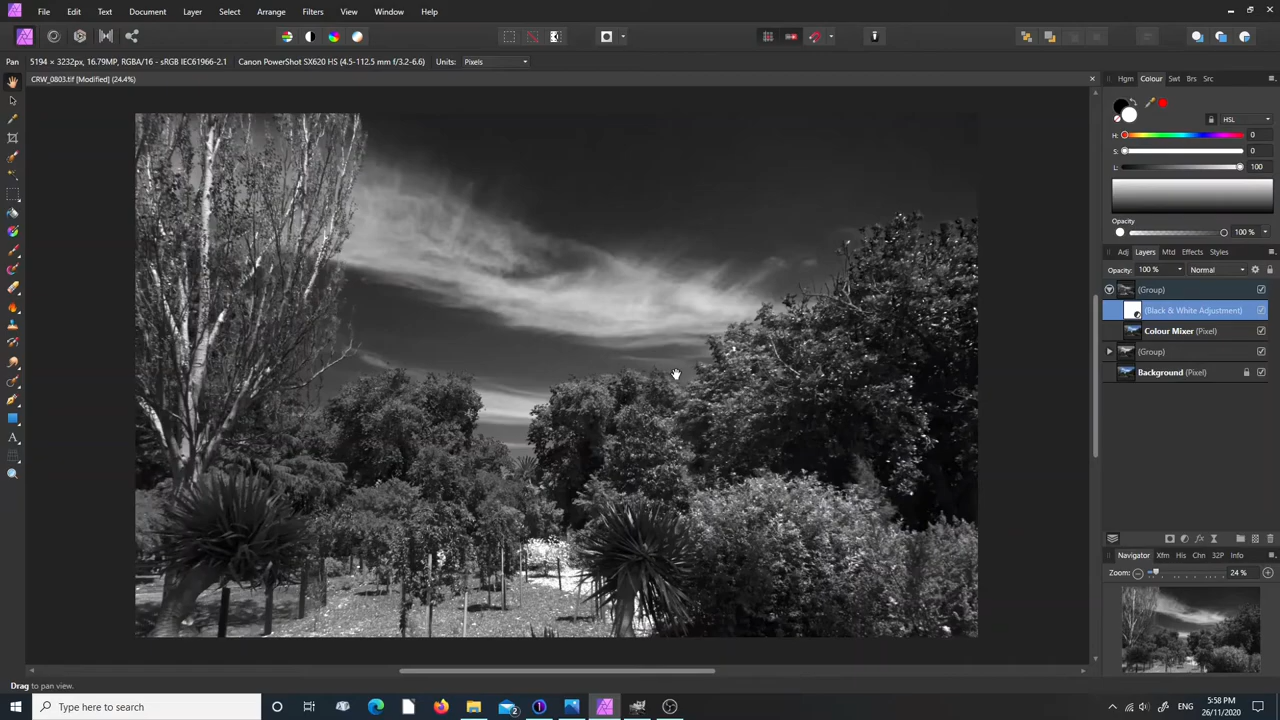 File Edit Text Document Layer Select Arrange Filters View Window Help
Pan 5194 × 3232px, 16.79MP, RGBA/16 - sRGB IEC61966-2.1 Canon PowerShot SX620 HS (4.5-112.5 mm f/3.2-6.6) Units: Pixels
CRW_0803.tif [Modified] (24.4%)
Hgm Colour Swt Brs Src
HSL
H: 0
S: 0
L: 100
Opacity
100 %
Adj Layers Mtd Effects Styles
Opacity: 100 % Normal
(Group)
(Black & White Adjustment)
Colour Mixer (Pixel)
(Group)
Background (Pixel)
Navigator Xfm His Chn 32P Info
Zoom: 24 %
Drag to pan view.
Type here to search
2
ENG
5:58 PM
26/11/2020